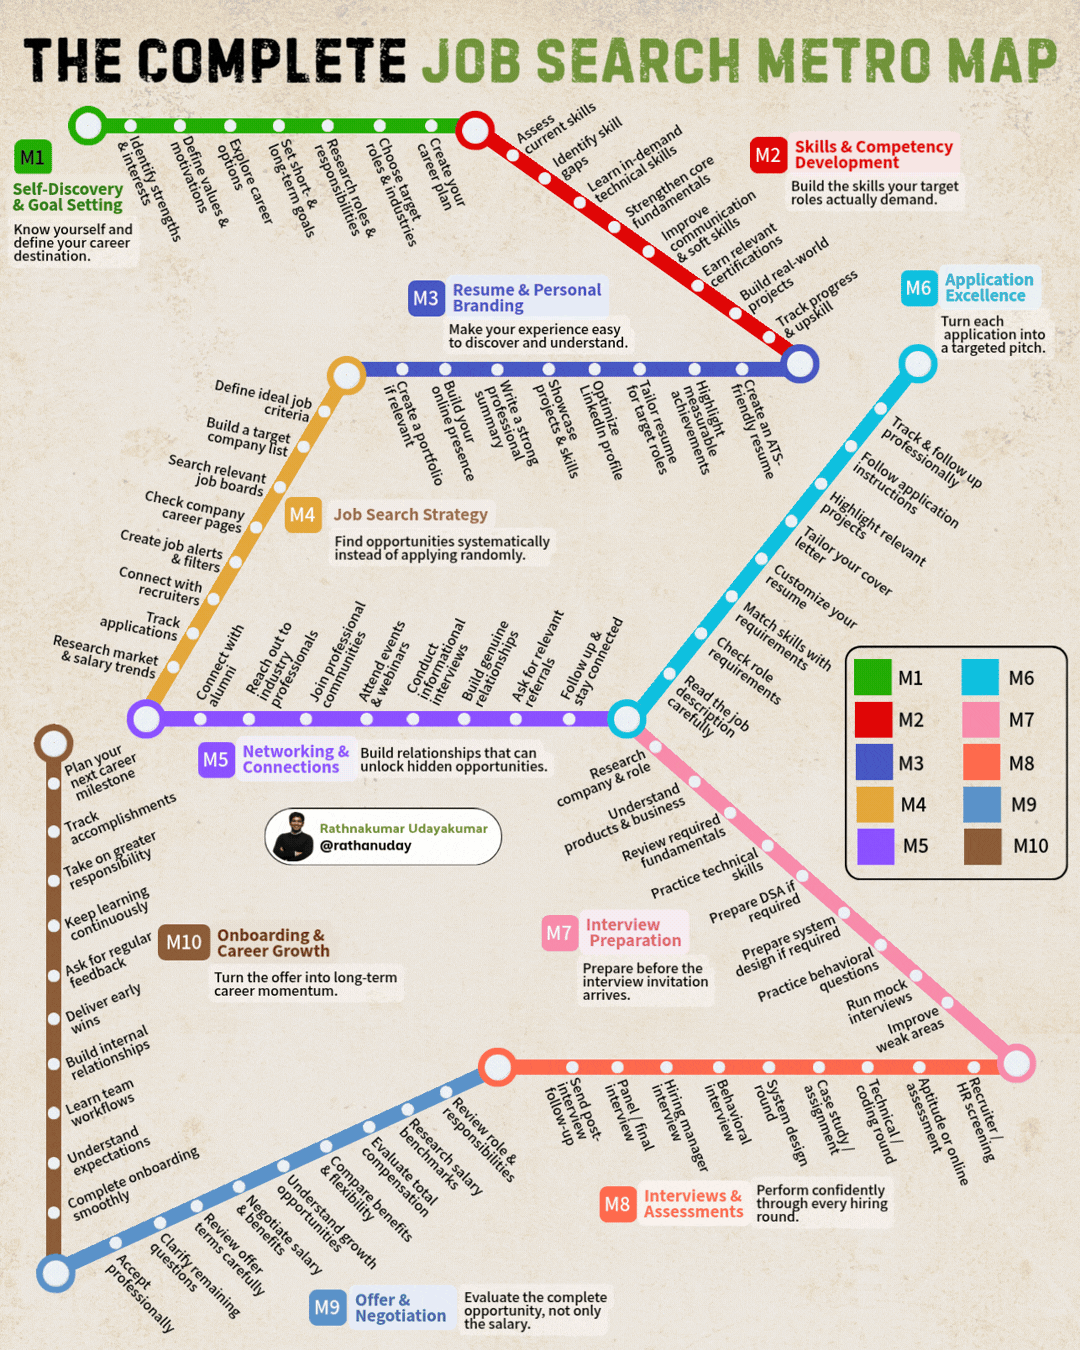 THE COMPLETE JOB SEARCH METRO MAP
M1
Self-Discovery
& Goal Setting
Know yourself and
define your career
destination.
Identify strengths
& interests
Define values &
motivations
Explore career
options
Set short- &
long-term goals
Research roles &
responsibilities
Choose target
roles & industries
Create your
career plan
M2
Skills & Competency
Development
Build the skills your target
roles actually demand.
Assess
current skills
Identify skill
gaps
Learn in-demand
technical skills
Strengthen core
fundamentals
Improve
communication
& soft skills
Earn relevant
certifications
Build real-world
projects
Track progress
& upskill
M3
Resume & Personal
Branding
Make your experience easy
to discover and understand.
Create a portfolio
if relevant
Build your
online presence
Write a strong
professional
summary
Showcase
projects & skills
Optimize
LinkedIn profile
Tailor resume
for target roles
Highlight
measurable
achievements
Create an ATS-
friendly resume
M6
Application
Excellence
Turn each
application into
a targeted pitch.
Track & follow up
professionally
Follow application
instructions
Highlight relevant
projects
Tailor your cover
letter
Customize your
resume
Match skills with
requirements
Check role
requirements
Read the job
description
carefully
Define ideal job
criteria
Build a target
company list
Search relevant
job boards
Check company
career pages
Create job alerts
& filters
Connect with
recruiters
Track
applications
Research market
& salary trends
M4
Job Search Strategy
Find opportunities systematically
instead of applying randomly.
Connect with
alumni
Reach out to
industry
professionals
Join professional
communities
Attend events
& webinars
Conduct
informational
interviews
Build genuine
relationships
Ask for relevant
referrals
Follow up &
stay connected
M5
Networking &
Connections
Build relationships that can
unlock hidden opportunities.
M1
M2
M3
M4
M5
M6
M7
M8
M9
M10
Rathnakumar Udayakumar
@rathanuday
Research
company & role
Understand
products & business
Review required
fundamentals
Practice technical
skills
Prepare DSA if
required
Prepare system
design if required
Practice behavioral
questions
Run mock
interviews
Improve
weak areas
M7
Interview
Preparation
Prepare before the
interview invitation
arrives.
Plan your
next career
milestone
Track
accomplishments
Take on greater
responsibility
Keep learning
continuously
Ask for regular
feedback
Deliver early
wins
Build internal
relationships
Learn team
workflows
Understand
expectations
Complete onboarding
smoothly
M10
Onboarding &
Career Growth
Turn the offer into long-term
career momentum.
Send post-
interview
follow-up
Panel / final
interview
Hiring manager
interview
Behavioral
interview
System design
round
Case study /
assignment
Technical /
coding round
Aptitude or online
assessment
Recruiter /
HR screening
M8
Interviews &
Assessments
Perform confidently
through every hiring
round.
Review role &
responsibilities
Research salary
benchmarks
Evaluate total
compensation
Compare benefits
& flexibility
Understand growth
opportunities
Negotiate salary
& benefits
Review offer
terms carefully
Clarify remaining
questions
Accept
professionally
M9
Offer &
Negotiation
Evaluate the complete
opportunity, not only
the salary.